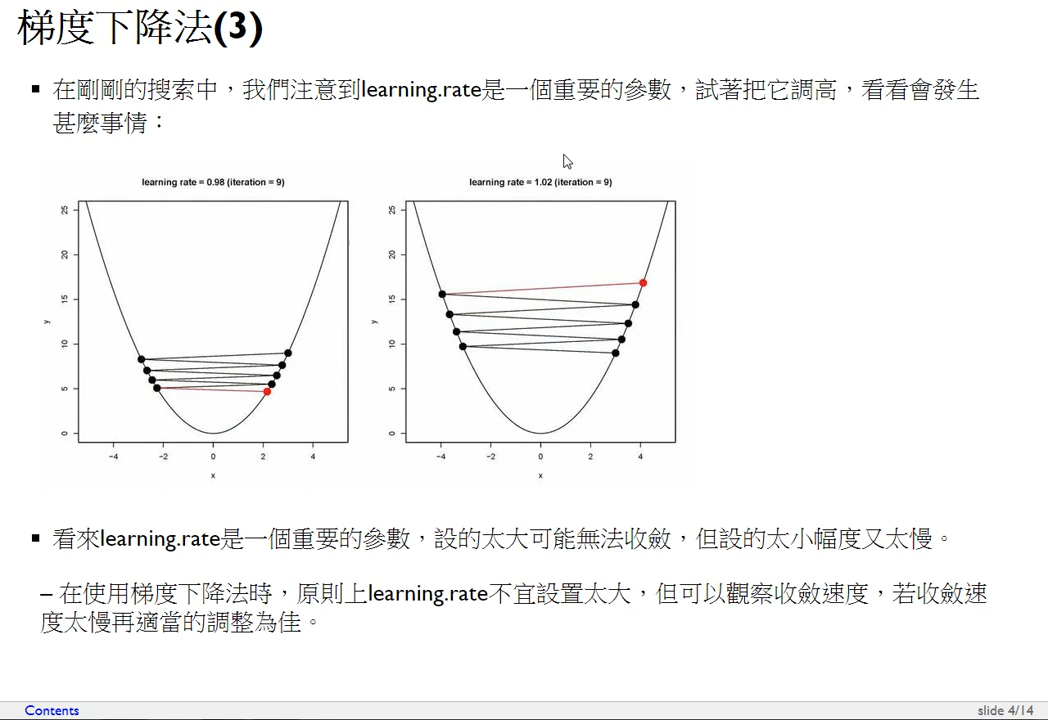 梯度下降法(3)
▪ 在剛剛的搜索中，我們注意到learning.rate是一個重要的參數，試著把它調高，看看會發生
甚麼事情：
learning rate = 0.98 (iteration = 9)
25
20
15
10
5
0
y
−4 −2 0 2 4
x
learning rate = 1.02 (iteration = 9)
25
20
15
10
5
0
y
−4 −2 0 2 4
x
▪ 看來learning.rate是一個重要的參數，設的太大可能無法收斂，但設的太小幅度又太慢。
– 在使用梯度下降法時，原則上learning.rate不宜設置太大，但可以觀察收斂速度，若收斂速
度太慢再適當的調整為佳。
Contents
slide 4/14